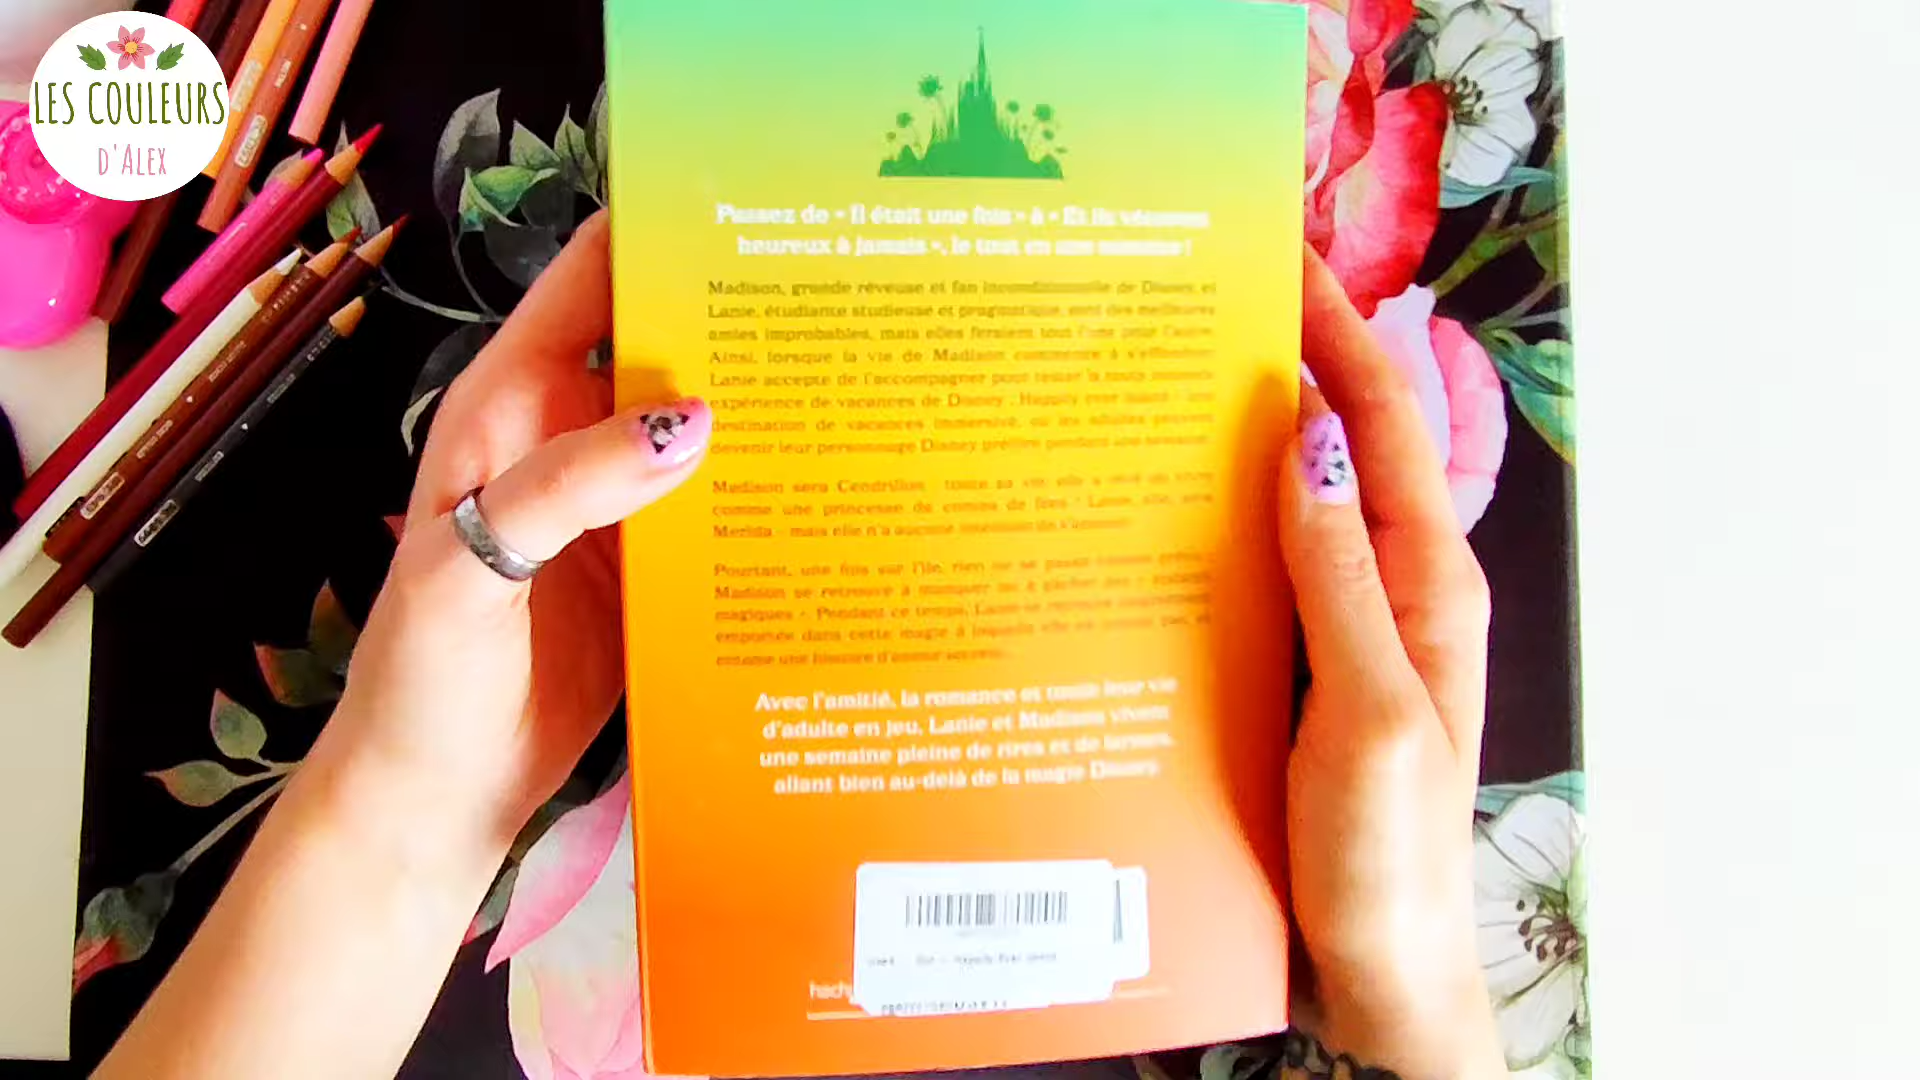 LES COULEURS
d'ALEX
Passez de « Il était une fois » à « Et ils vécurent
heureux à jamais », le tout en une semaine !
Madison, grande rêveuse et fan inconditionnelle de Disney, et
Lanie, étudiante studieuse et pragmatique, sont des meilleures
amies improbables, mais elles feraient tout l'une pour l'autre.
Ainsi, lorsque la vie de Madison commence à s'effondrer,
Lanie accepte de l'accompagner pour tester la toute nouvelle
expérience de vacances de Disney : Happily Ever Island : une
destination de vacances immersive, où les adultes peuvent
devenir leur personnage Disney préféré pendant une semaine.
Madison sera Cendrillon toute sa vie, elle a rêvé de vivre
comme une princesse de contes de fées Lanie, elle, sera
Merida - mais elle n'a aucune intention de s'amuser.
Pourtant, une fois sur l'île, rien ne se passe comme prévu
Madison se retrouve à manquer ou à gâcher des instants
magiques Pendant ce temps, Lanie se retrouve
emportée dans cette magie à laquelle elle ne croyait pas, et
entame une histoire d'amour secrète
Avec l'amitié, la romance et toute leur vie
d'adulte en jeu, Lanie et Madison vivent
une semaine pleine de rires et de larmes,
allant bien au-delà de la magie Disney.
Happily Ever
hach